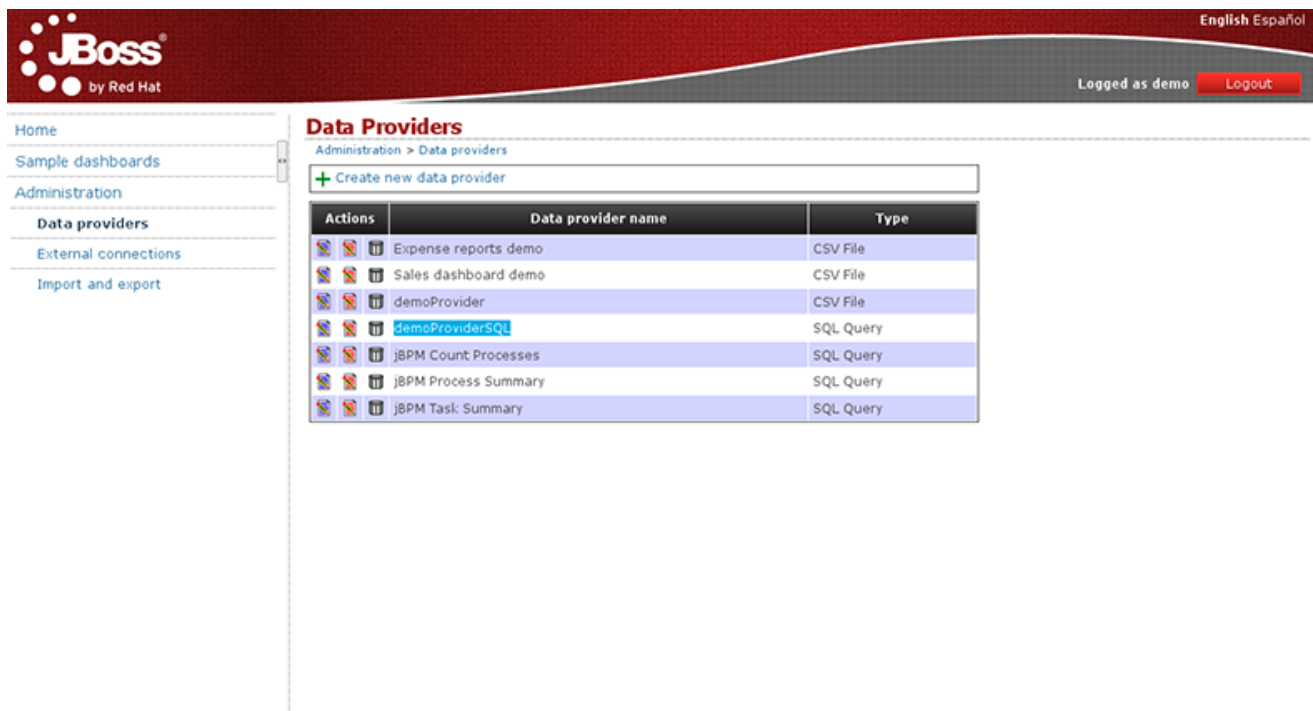 English Español
JBoss®
by Red Hat
Logged as demo Logout
Home
Sample dashboards
Administration
Data providers
External connections
Import and export
Data Providers
Administration > Data providers
Create new data provider
Actions Data provider name Type
Expense reports demo CSV File
Sales dashboard demo CSV File
demoProvider CSV File
demoProviderSQL SQL Query
jBPM Count Processes SQL Query
jBPM Process Summary SQL Query
jBPM Task Summary SQL Query